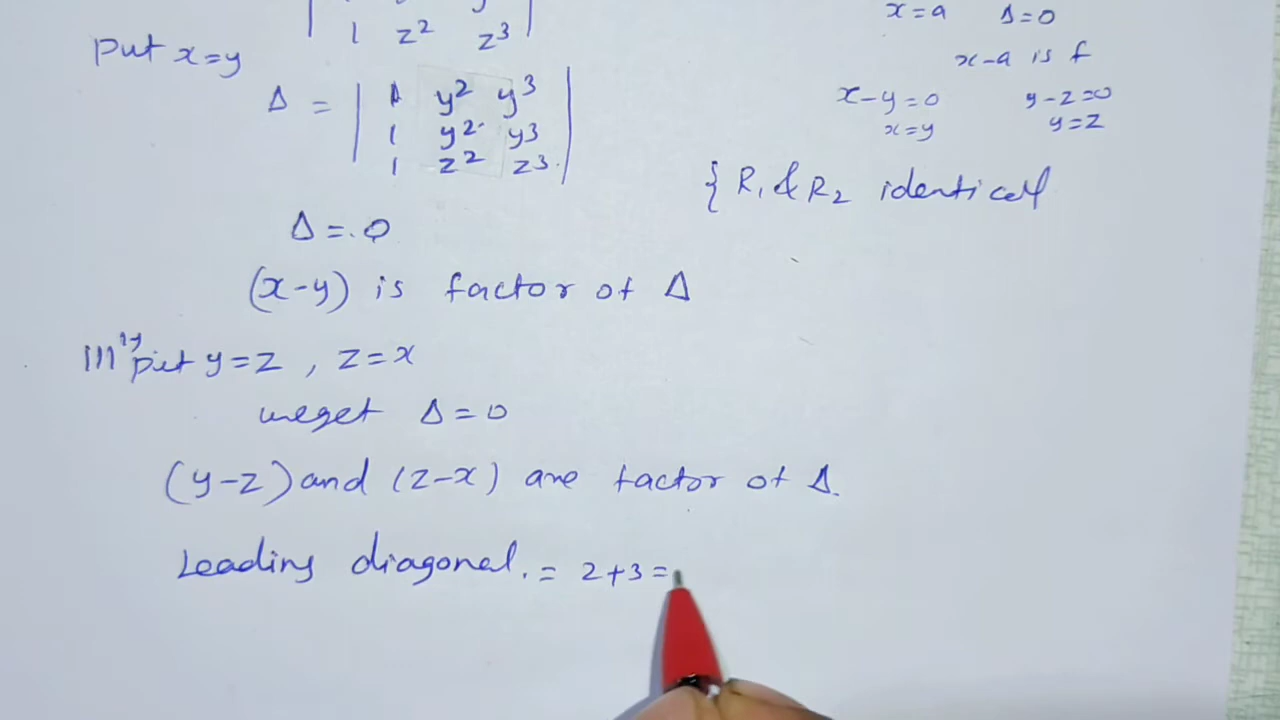 1 z² z³
x=a Δ=0
Put x=y
x-a is f
Δ = | 1 y² y³ |
x-y=0 y-z=0
| 1 y² y³ |
x=y y=z
| 1 z² z³ |
{ R₁ & R₂ identical
Δ = 0
(x-y) is factor of Δ
|||ly put y=z , z=x
we get Δ=0
(y-z) and (z-x) are factor of Δ.
Leading diagonal. = 2+3=